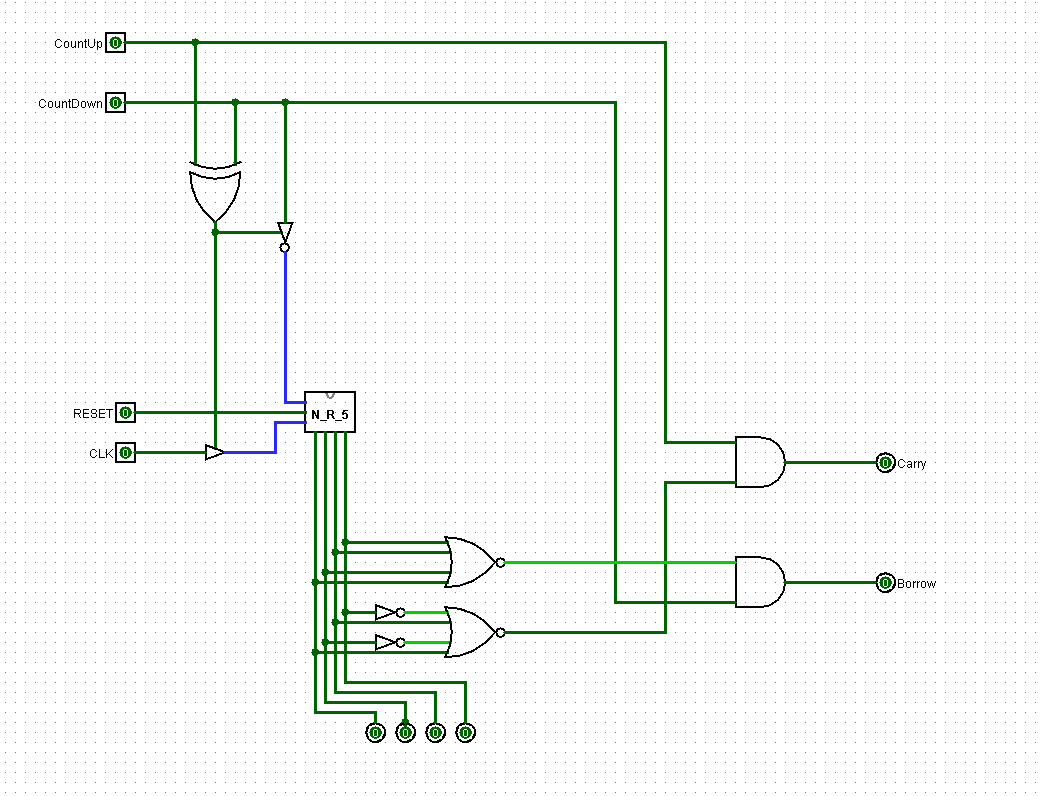 CountUp 0
CountDown 0
RESET 0
N_R_5
CLK 0
0 Carry
0 Borrow
0 0 0 0